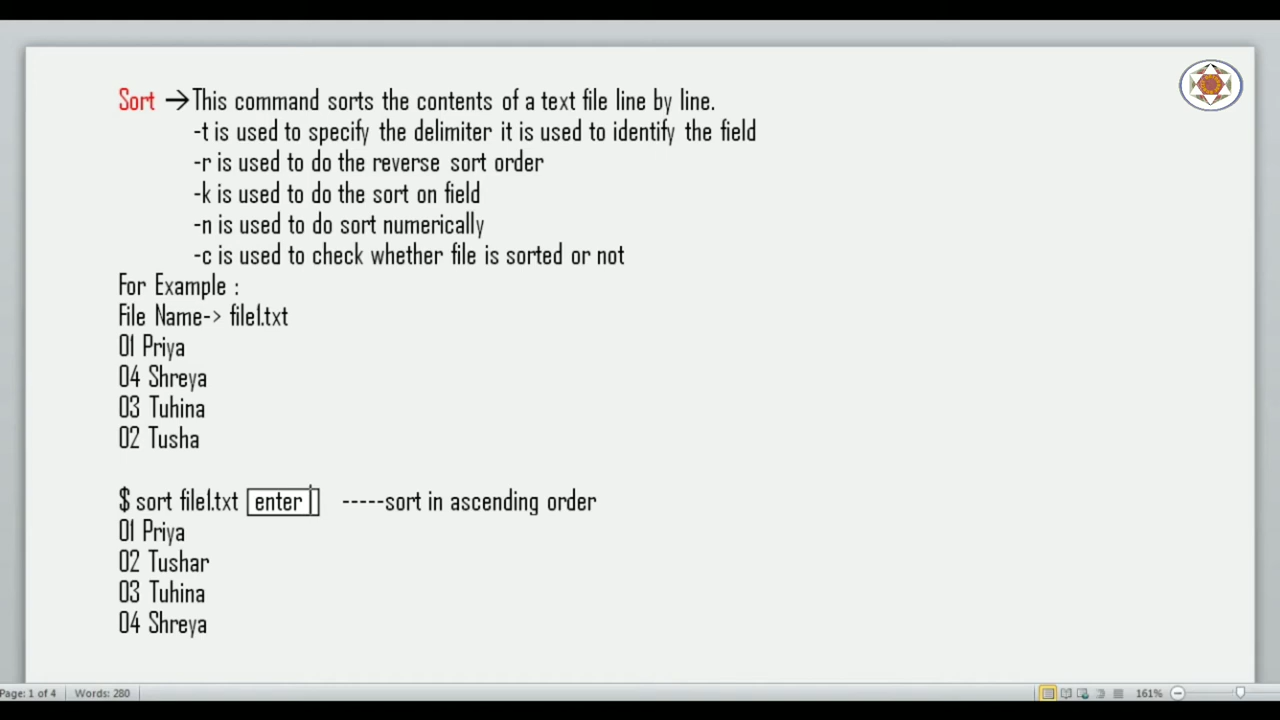 Sort →This command sorts the contents of a text file line by line.
-t is used to specify the delimiter it is used to identify the field
-r is used to do the reverse sort order
-k is used to do the sort on field
-n is used to do sort numerically
-c is used to check whether file is sorted or not
For Example :
File Name-> file1.txt
01 Priya
04 Shreya
03 Tuhina
02 Tusha
$ sort file1.txt enter -----sort in ascending order
01 Priya
02 Tushar
03 Tuhina
04 Shreya
Page: 1 of 4 Words: 280 161%